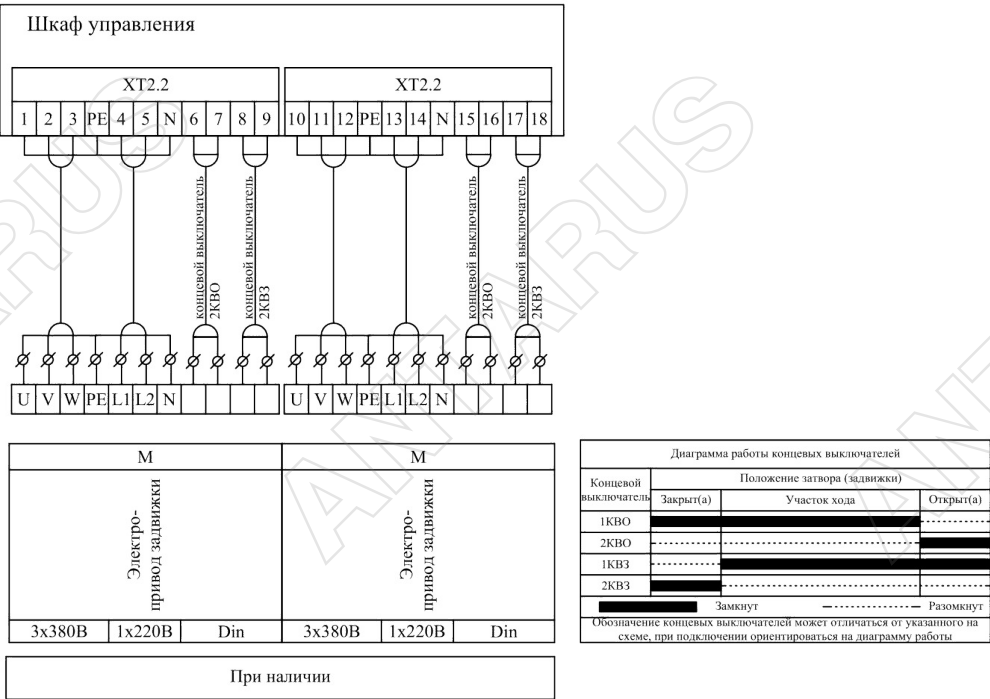 Шкаф управления
XT2.2 XT2.2
1 2 3 PE 4 5 N 6 7 8 9 10 11 12 PE 13 14 N 15 16 17 18
концевой выключатель
2КВО
концевой выключатель
2КВЗ
концевой выключатель
2КВО
концевой выключатель
2КВЗ
U V W PE L1 L2 N U V W PE L1 L2 N
М М
Электро-
привод задвижки
Электро-
привод задвижки
3х380В 1х220В Din 3х380В 1х220В Din
При наличии
Диаграмма работы концевых выключателей
Концевой
выключатель
Положение затвора (задвижки)
Закрыт(а) Участок хода Открыт(а)
1КВО
2КВО
1КВЗ
2КВЗ
Замкнут Разомкнут
Обозначение концевых выключателей может отличаться от указанного на
схеме, при подключении ориентироваться на диаграмму работы
ANTARUS